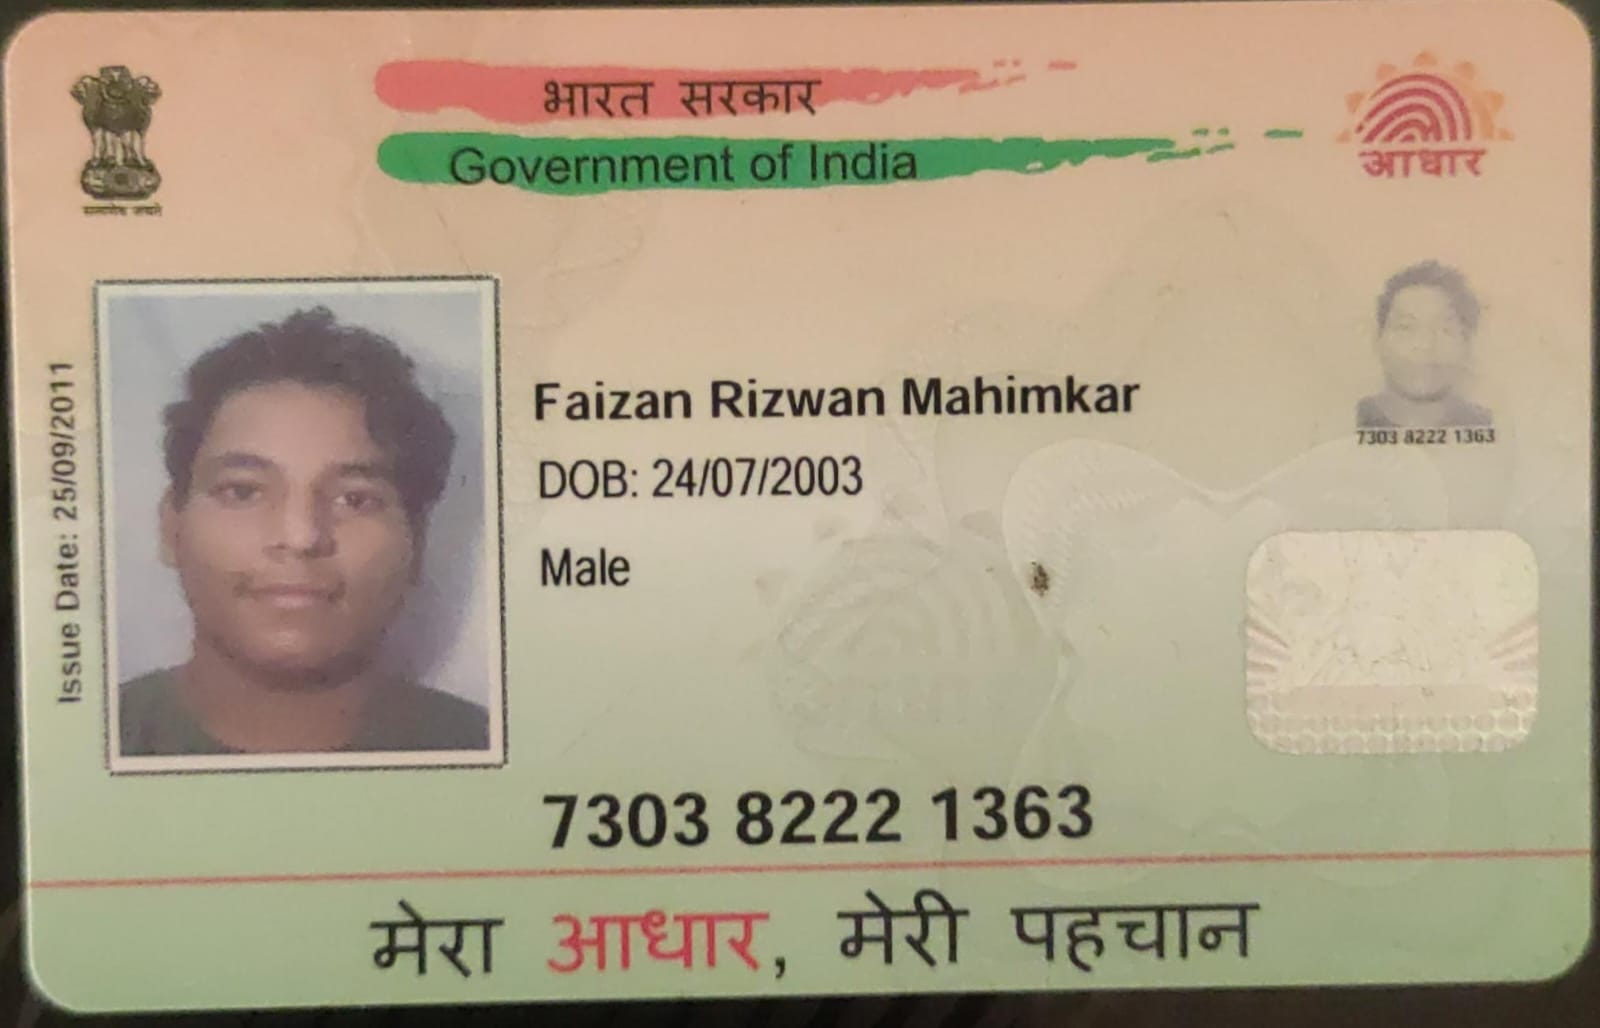 भारत सरकार
Government of India
आधार
सत्यमेव जयते
Issue Date: 25/09/2011
Faizan Rizwan Mahimkar
DOB: 24/07/2003
Male
7303 8222 1363
7303 8222 1363
मेरा आधार, मेरी पहचान